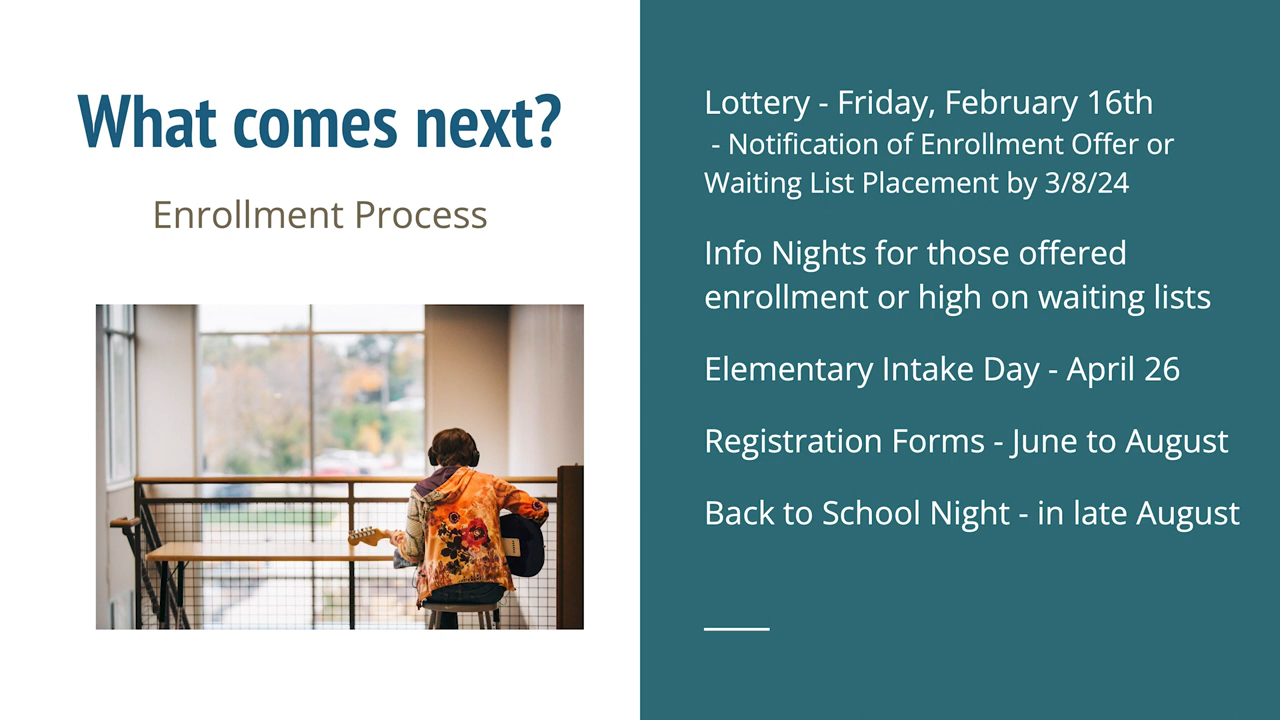 What comes next?
Enrollment Process
Lottery - Friday, February 16th
- Notification of Enrollment Offer or
Waiting List Placement by 3/8/24
Info Nights for those offered
enrollment or high on waiting lists
Elementary Intake Day - April 26
Registration Forms - June to August
Back to School Night - in late August